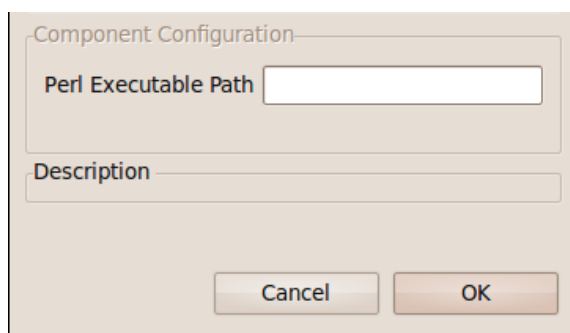 Component Configuration
Perl Executable Path
Description
Cancel OK